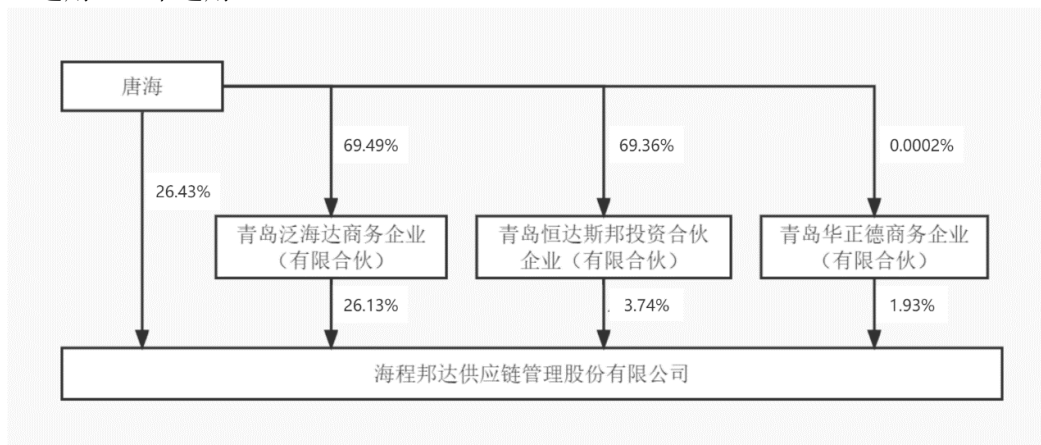 唐海
69.49%
69.36%
0.0002%
26.43%
青岛泛海达商务企业
（有限合伙）
青岛恒达斯邦投资合伙
企业（有限合伙）
青岛华正德商务企业
（有限合伙）
26.13%
3.74%
1.93%
海程邦达供应链管理股份有限公司